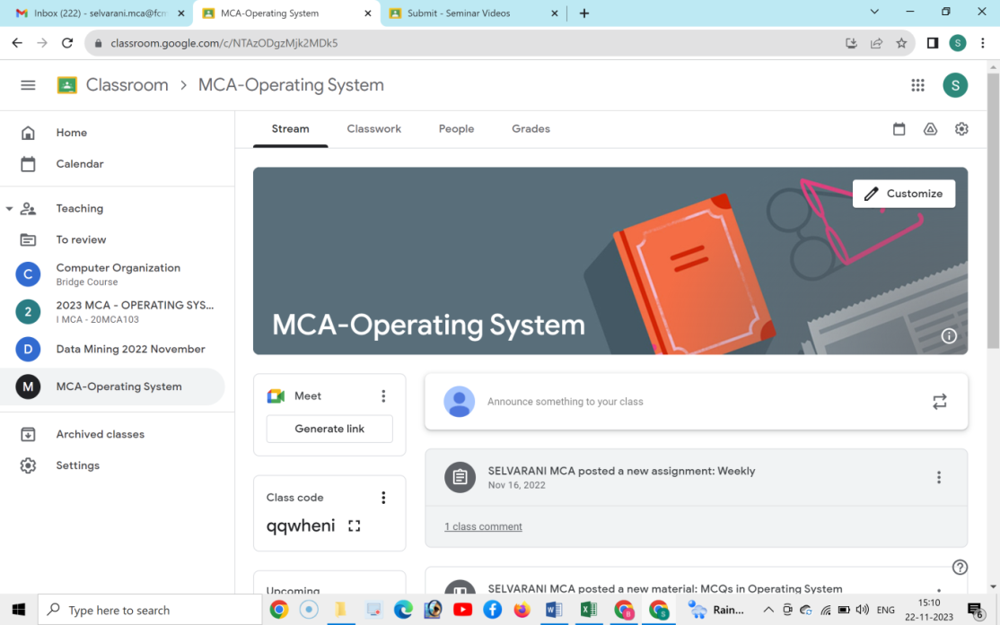 Inbox (222) - selvarani.mca@fcm
MCA-Operating System
Submit - Seminar Videos
classroom.google.com/c/NTAzODgzMjk2MDk5
S
Classroom > MCA-Operating System
S
Home
Calendar
Teaching
To review
C
Computer Organization
Bridge Course
2
2023 MCA - OPERATING SYS...
I MCA - 20MCA103
D
Data Mining 2022 November
M
MCA-Operating System
Archived classes
Settings
Stream
Classwork
People
Grades
Customize
MCA-Operating System
Meet
Generate link
Class code
qqwheni
Upcoming
Announce something to your class
SELVARANI MCA posted a new assignment: Weekly
Nov 16, 2022
1 class comment
SELVARANI MCA posted a new material: MCQs in Operating System
Type here to search
Rain...
ENG
15:10
22-11-2023
6